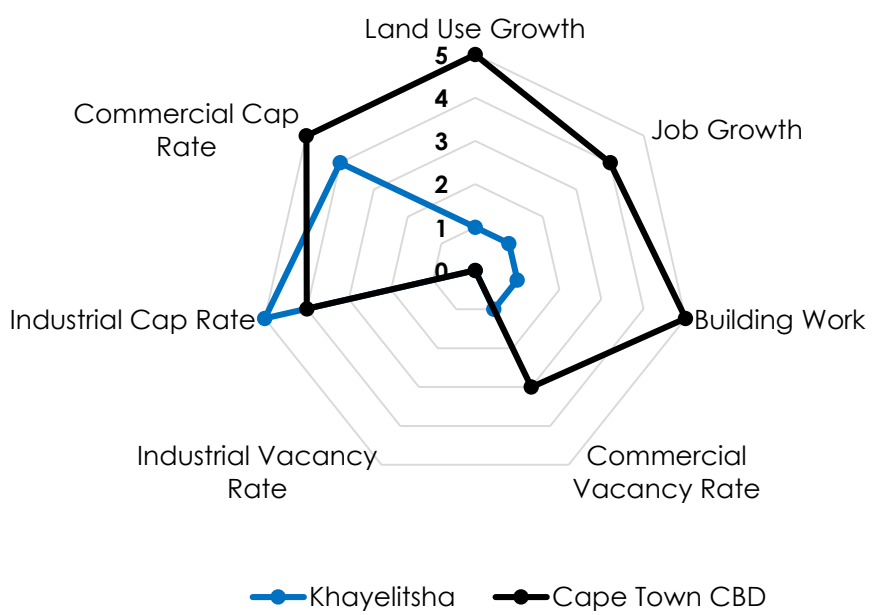 Land Use Growth
5
4
3
2
1
0
Commercial Cap
Rate
Job Growth
Industrial Cap Rate
Building Work
Industrial Vacancy
Rate
Commercial
Vacancy Rate
Khayelitsha
Cape Town CBD